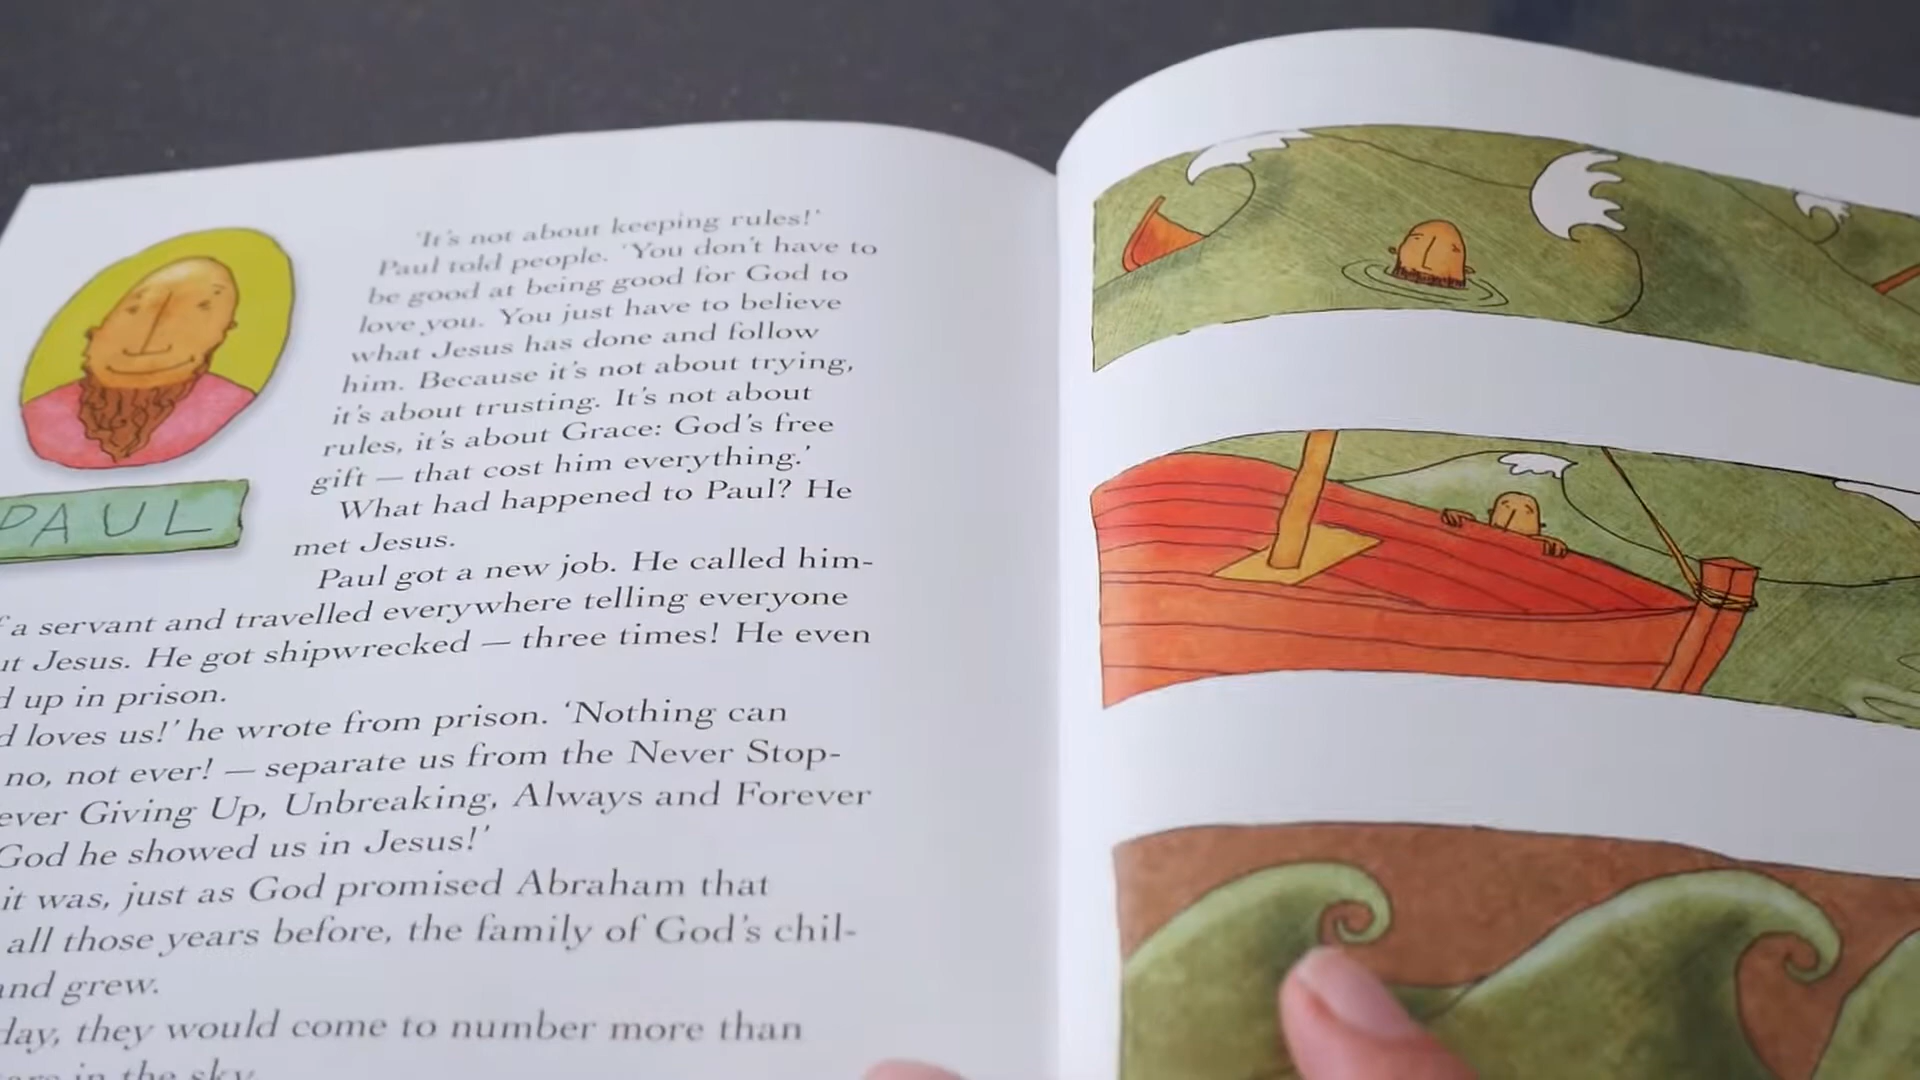 'It's not about keeping rules!'
Paul told people. 'You don't have to
be good at being good for God to
love you. You just have to believe
what Jesus has done and follow
him. Because it's not about trying,
it's about trusting. It's not about
rules, it's about Grace: God's free
gift — that cost him everything.'
What had happened to Paul? He
met Jesus.
PAUL
Paul got a new job. He called him-
a servant and travelled everywhere telling everyone
Jesus. He got shipwrecked — three times! He even
up in prison.
loves us!' he wrote from prison. 'Nothing can
no, not ever! — separate us from the Never Stop-
Giving Up, Unbreaking, Always and Forever
God he showed us in Jesus!'
it was, just as God promised Abraham that
all those years before, the family of God's chil-
and grew.
day, they would come to number more than
in the sky.